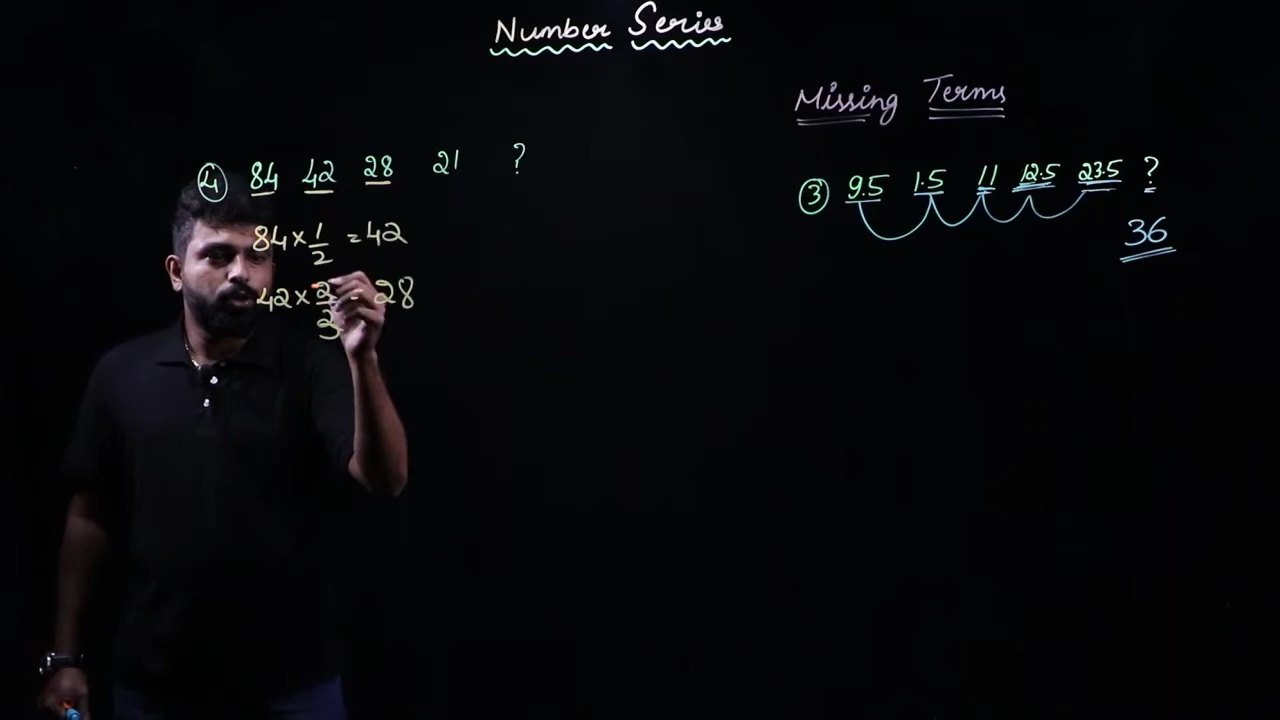 Number Series
Missing Terms
④ 84 42 28 21 ?
84 × 1/2 = 42
42 × 2/3 = 28
③ 9.5 1.5 11 12.5 23.5 ?
36